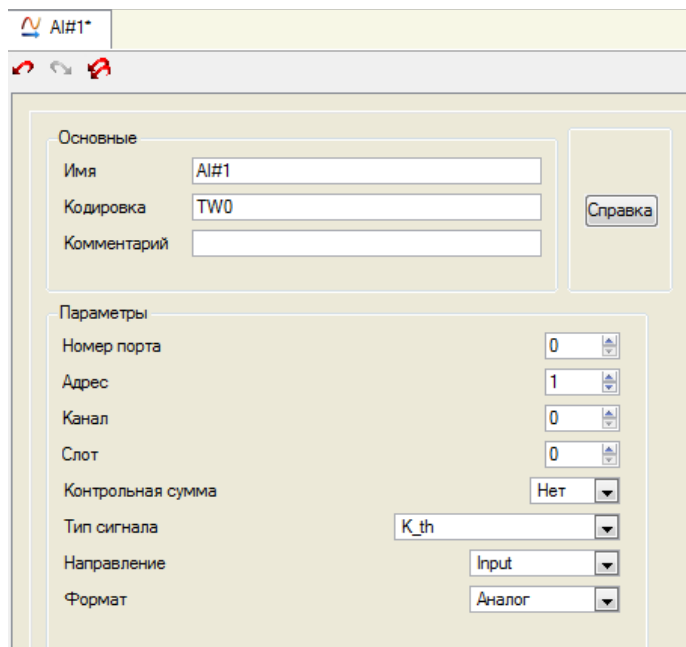 AI#1*
Основные
Имя AI#1
Кодировка TW0
Комментарий
Справка
Параметры
Номер порта 0
Адрес 1
Канал 0
Слот 0
Контрольная сумма Нет
Тип сигнала K_th
Направление Input
Формат Аналог